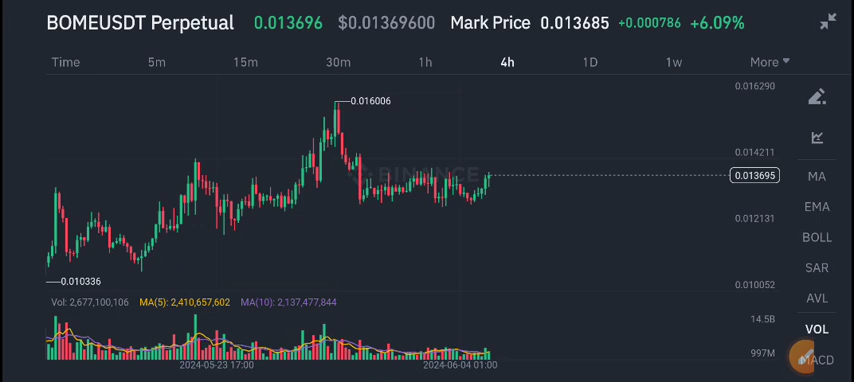 BOMEUSDT Perpetual 0.013696 $0.01369600 Mark Price 0.013685 +0.000786 +6.09%
Time 5m 15m 30m 1h 4h 1D 1w More
0.016290
0.016006
0.014211
BINANCE
0.013695
MA
EMA
0.012131
BOLL
SAR
0.010336
0.010052
AVL
Vol: 2,677,100,106 MA(5): 2,410,657,602 MA(10): 2,137,477,844
14.5B
VOL
997M
MACD
2024-05-23 17:00 2024-06-04 01:00